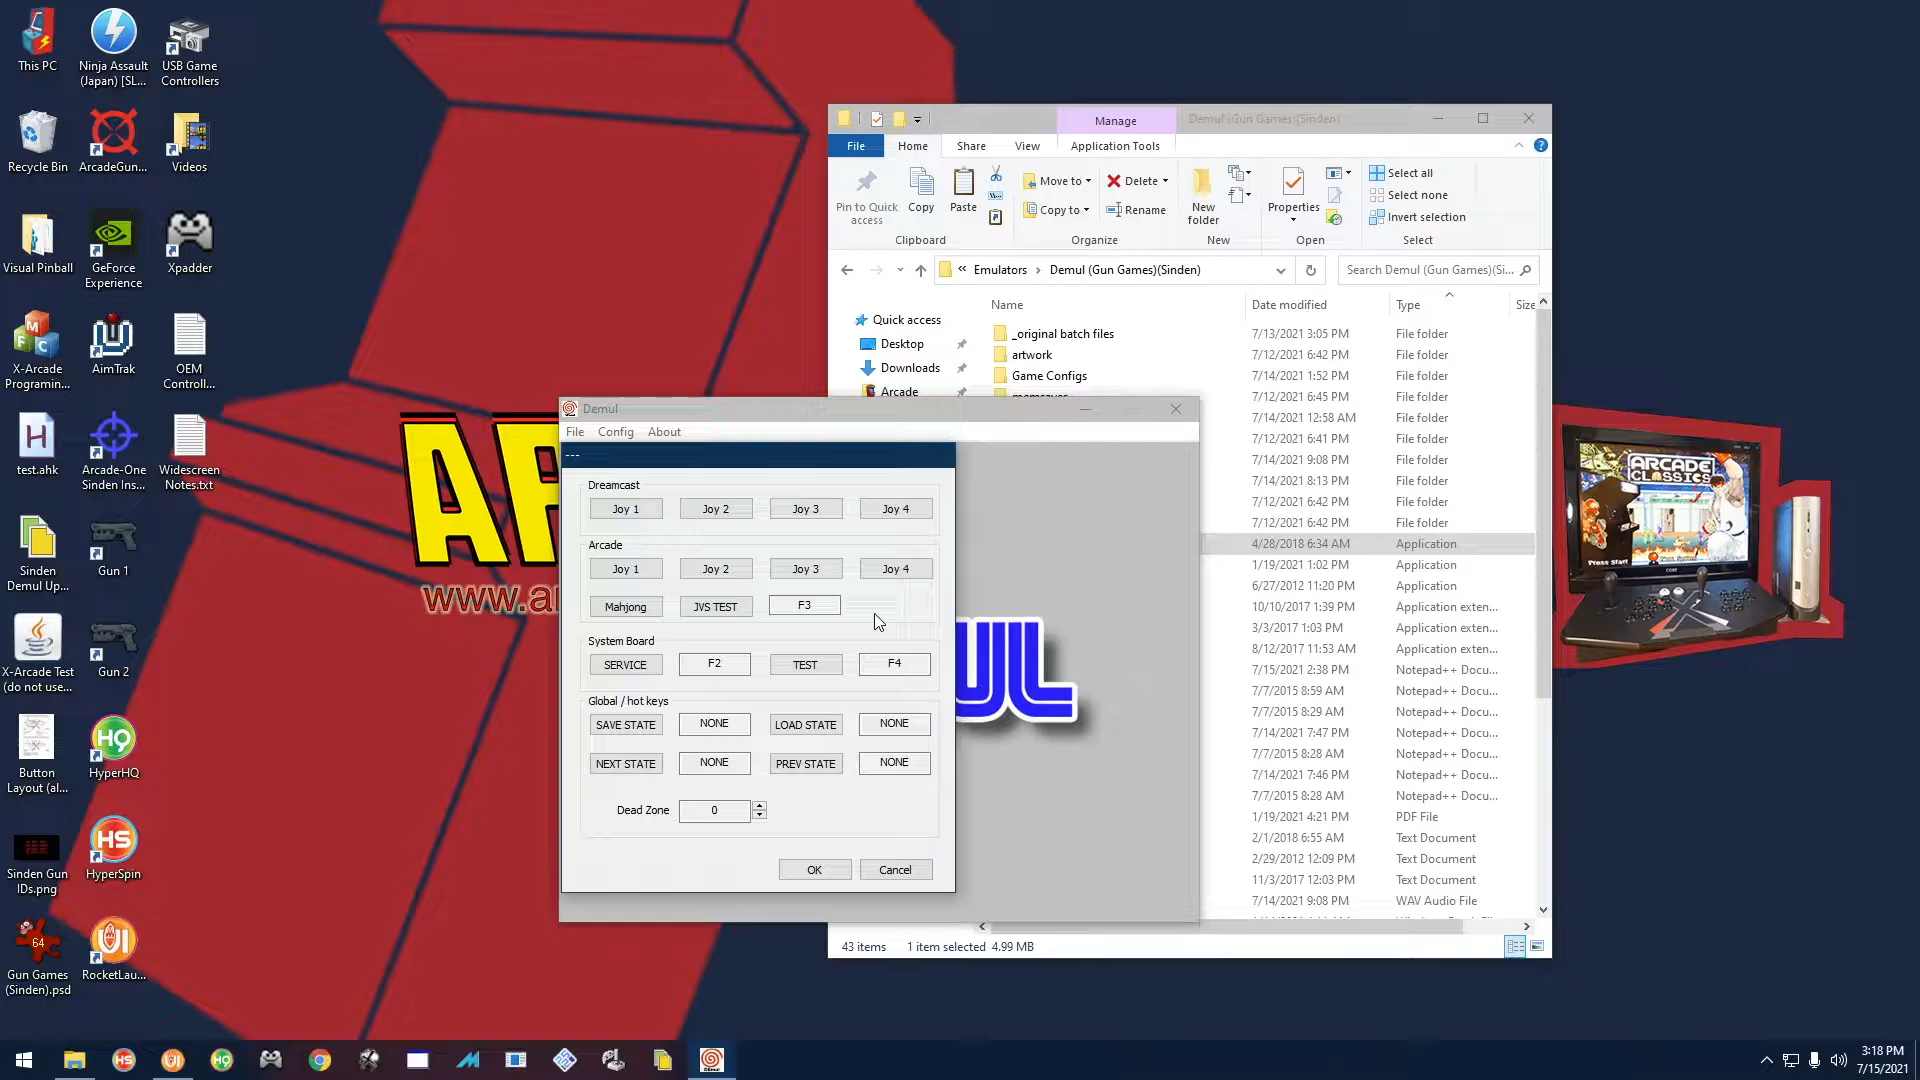 This PC
Ninja Assault
(Japan) [SL...
USB Game
Controllers
Recycle Bin
ArcadeGun...
Videos
Visual Pinball
GeForce
Experience
Xpadder
X-Arcade
Programin...
AimTrak
OEM
Controll...
test.ahk
Arcade-One
Sinden Ins...
Widescreen
Notes.txt
Sinden
Demul Up...
Gun 1
X-Arcade Test
(do not use...
Gun 2
Button
Layout (al...
HyperHQ
Sinden Gun
IDs.png
HyperSpin
Gun Games
(Sinden).psd
RocketLau...
Manage
Demul (Gun Games)(Sinden)
File
Home
Share
View
Application Tools
Pin to Quick
access
Copy
Paste
Move to
Copy to
Delete
Rename
New
folder
Properties
Select all
Select none
Invert selection
Clipboard
Organize
New
Open
Select
« Emulators › Demul (Gun Games)(Sinden)
Search Demul (Gun Games)(Si...
Name
Date modified
Type
Size
Quick access
Desktop
Downloads
Arcade
_original batch files 7/13/2021 3:05 PM File folder
artwork 7/12/2021 6:42 PM File folder
Game Configs 7/14/2021 1:52 PM File folder
7/12/2021 6:45 PM File folder
7/14/2021 12:58 AM File folder
7/12/2021 6:41 PM File folder
7/14/2021 9:08 PM File folder
7/14/2021 8:13 PM File folder
7/12/2021 6:42 PM File folder
7/12/2021 6:42 PM File folder
4/28/2018 6:34 AM Application
1/19/2021 1:02 PM Application
6/27/2012 11:20 PM Application
10/10/2017 1:39 PM Application exten...
3/3/2017 1:03 PM Application exten...
8/12/2017 11:53 AM Application exten...
7/15/2021 2:38 PM Notepad++ Docu...
7/7/2015 8:59 AM Notepad++ Docu...
7/7/2015 8:29 AM Notepad++ Docu...
7/14/2021 7:47 PM Notepad++ Docu...
7/7/2015 8:28 AM Notepad++ Docu...
7/14/2021 7:46 PM Notepad++ Docu...
7/7/2015 8:28 AM Notepad++ Docu...
1/19/2021 4:21 PM PDF File
2/1/2018 6:55 AM Text Document
2/29/2012 12:09 PM Text Document
11/3/2017 12:03 PM Text Document
7/14/2021 9:08 PM WAV Audio File
43 items 1 item selected 4.99 MB
Demul
File Config About
---
Dreamcast
Joy 1 Joy 2 Joy 3 Joy 4
Arcade
Joy 1 Joy 2 Joy 3 Joy 4
Mahjong JVS TEST F3
System Board
SERVICE F2 TEST F4
Global / hot keys
SAVE STATE NONE LOAD STATE NONE
NEXT STATE NONE PREV STATE NONE
Dead Zone 0
OK Cancel
UL
AR
www.ar
ARCADE
CLASSICS
Press Start
3:18 PM
7/15/2021